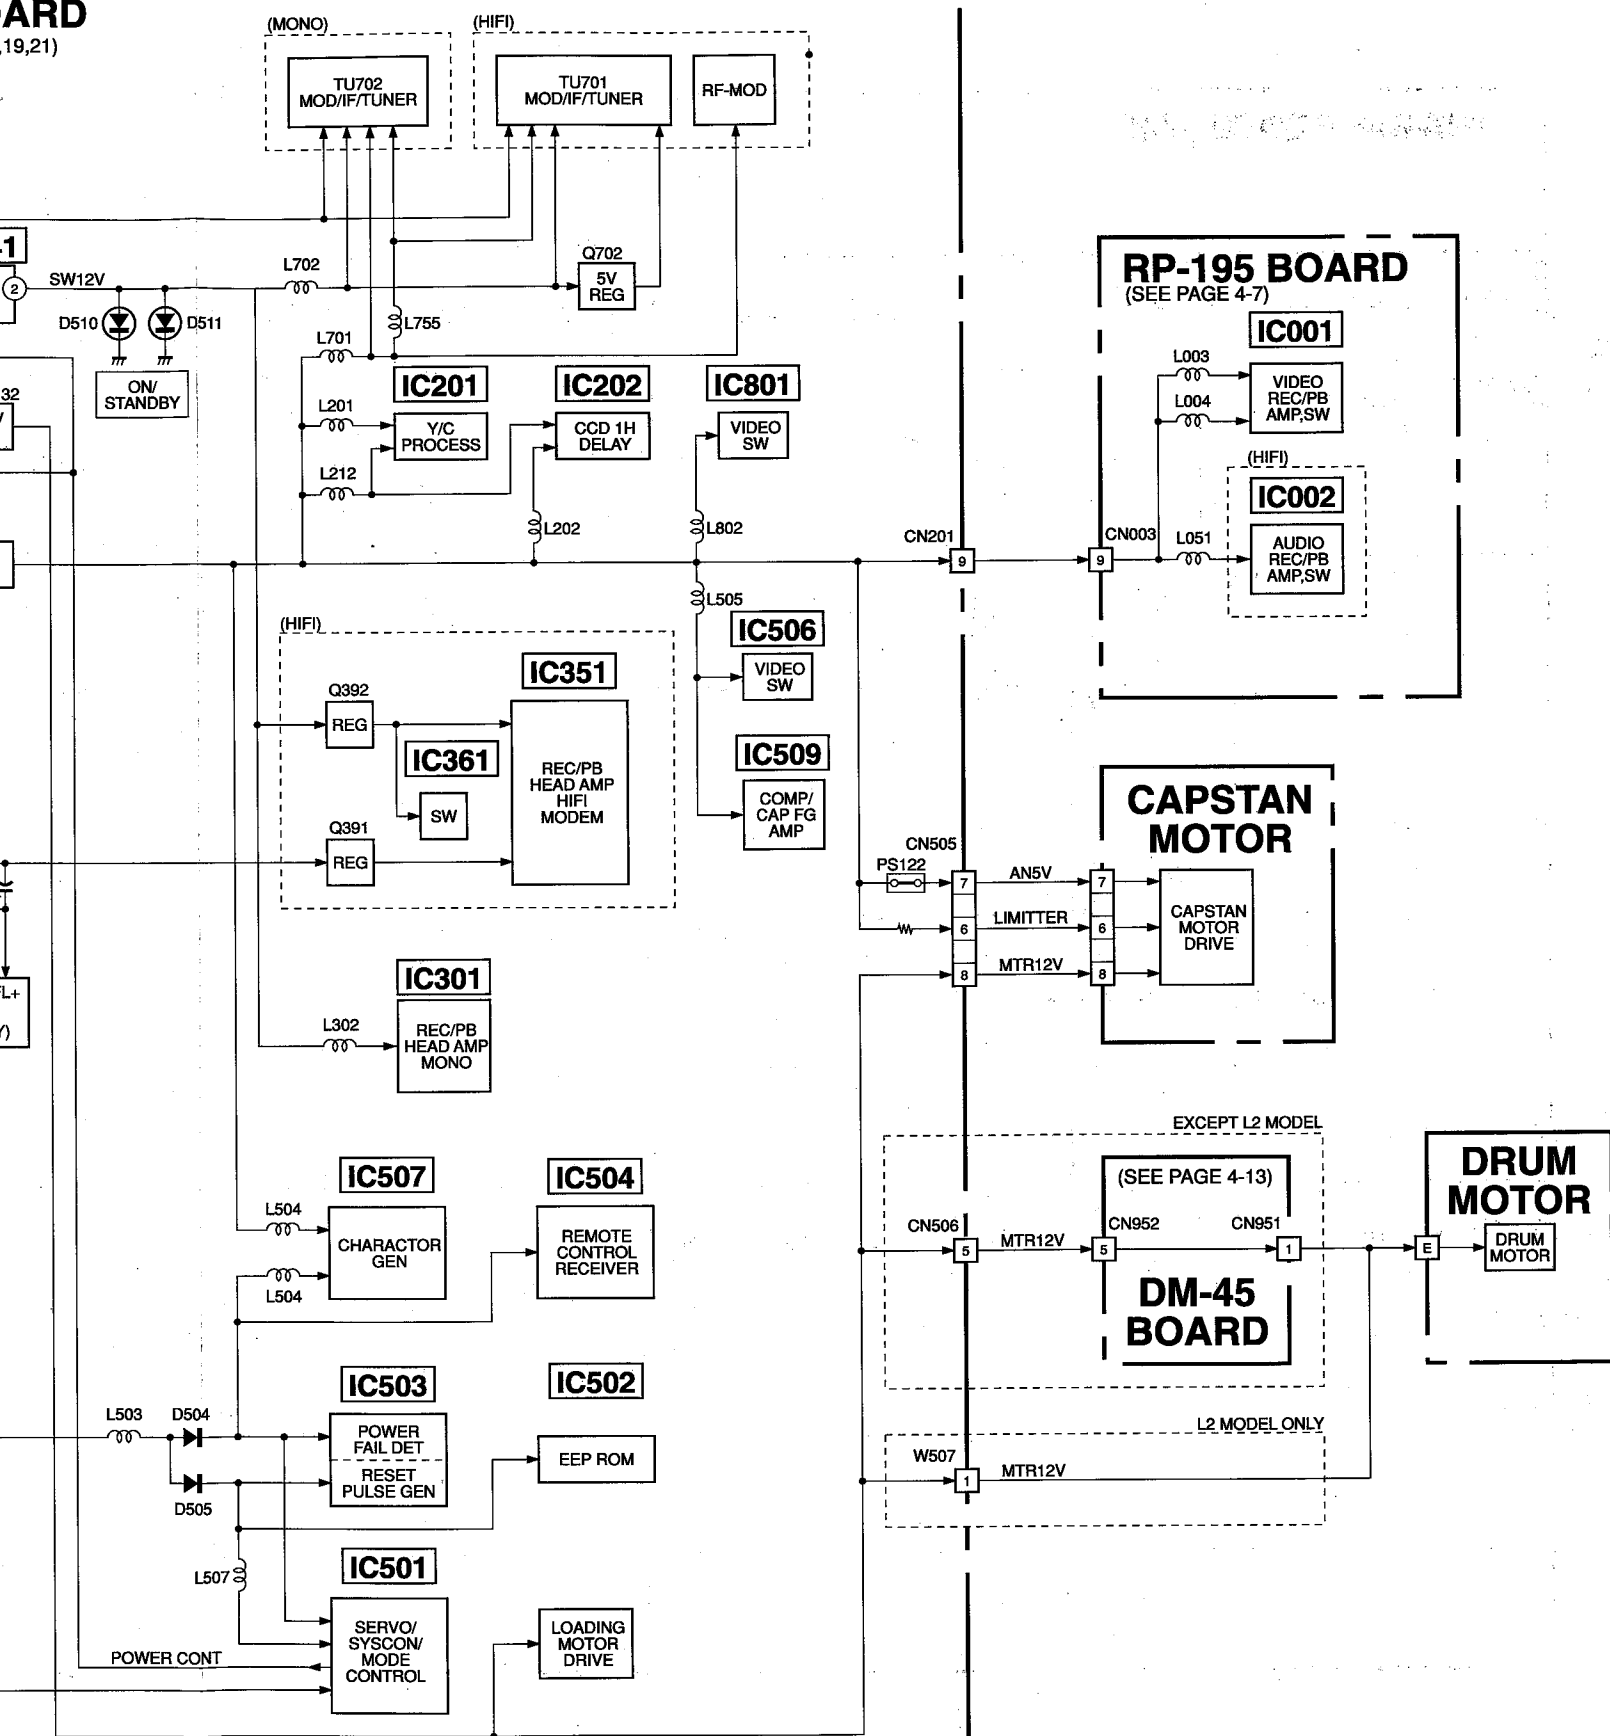 ARD
,19,21)
(MONO)
(HIFI)
TU702
MOD/IF/TUNER
TU701
MOD/IF/TUNER
RF-MOD
-1
2
SW12V
L702
Q702
5V
REG
D510
D511
ON/
STANDBY
L755
L701
32
IC201
IC202
IC801
L201
Y/C
PROCESS
CCD 1H
DELAY
VIDEO
SW
L212
L202
L802
CN201
9
RP-195 BOARD
(SEE PAGE 4-7)
IC001
L003
L004
VIDEO
REC/PB
AMP,SW
(HIFI)
IC002
CN003
9
L051
AUDIO
REC/PB
AMP,SW
L505
IC506
VIDEO
SW
(HIFI)
IC351
Q392
REG
IC361
SW
REC/PB
HEAD AMP
HIFI
MODEM
Q391
REG
IC509
COMP/
CAP FG
AMP
CAPSTAN
MOTOR
CN505
PS122
7
AN5V
7
6
LIMITTER
6
8
MTR12V
8
CAPSTAN
MOTOR
DRIVE
FL+
Y)
IC301
L302
REC/PB
HEAD AMP
MONO
EXCEPT L2 MODEL
(SEE PAGE 4-13)
CN506
5
MTR12V
CN952
5
CN951
1
DM-45
BOARD
DRUM
MOTOR
E
DRUM
MOTOR
IC507
L504
CHARACTOR
GEN
L504
IC504
REMOTE
CONTROL
RECEIVER
IC503
IC502
L503
D504
POWER
FAIL DET
RESET
PULSE GEN
EEP ROM
D505
L2 MODEL ONLY
W507
1
MTR12V
L507
IC501
SERVO/
SYSCON/
MODE
CONTROL
POWER CONT
LOADING
MOTOR
DRIVE